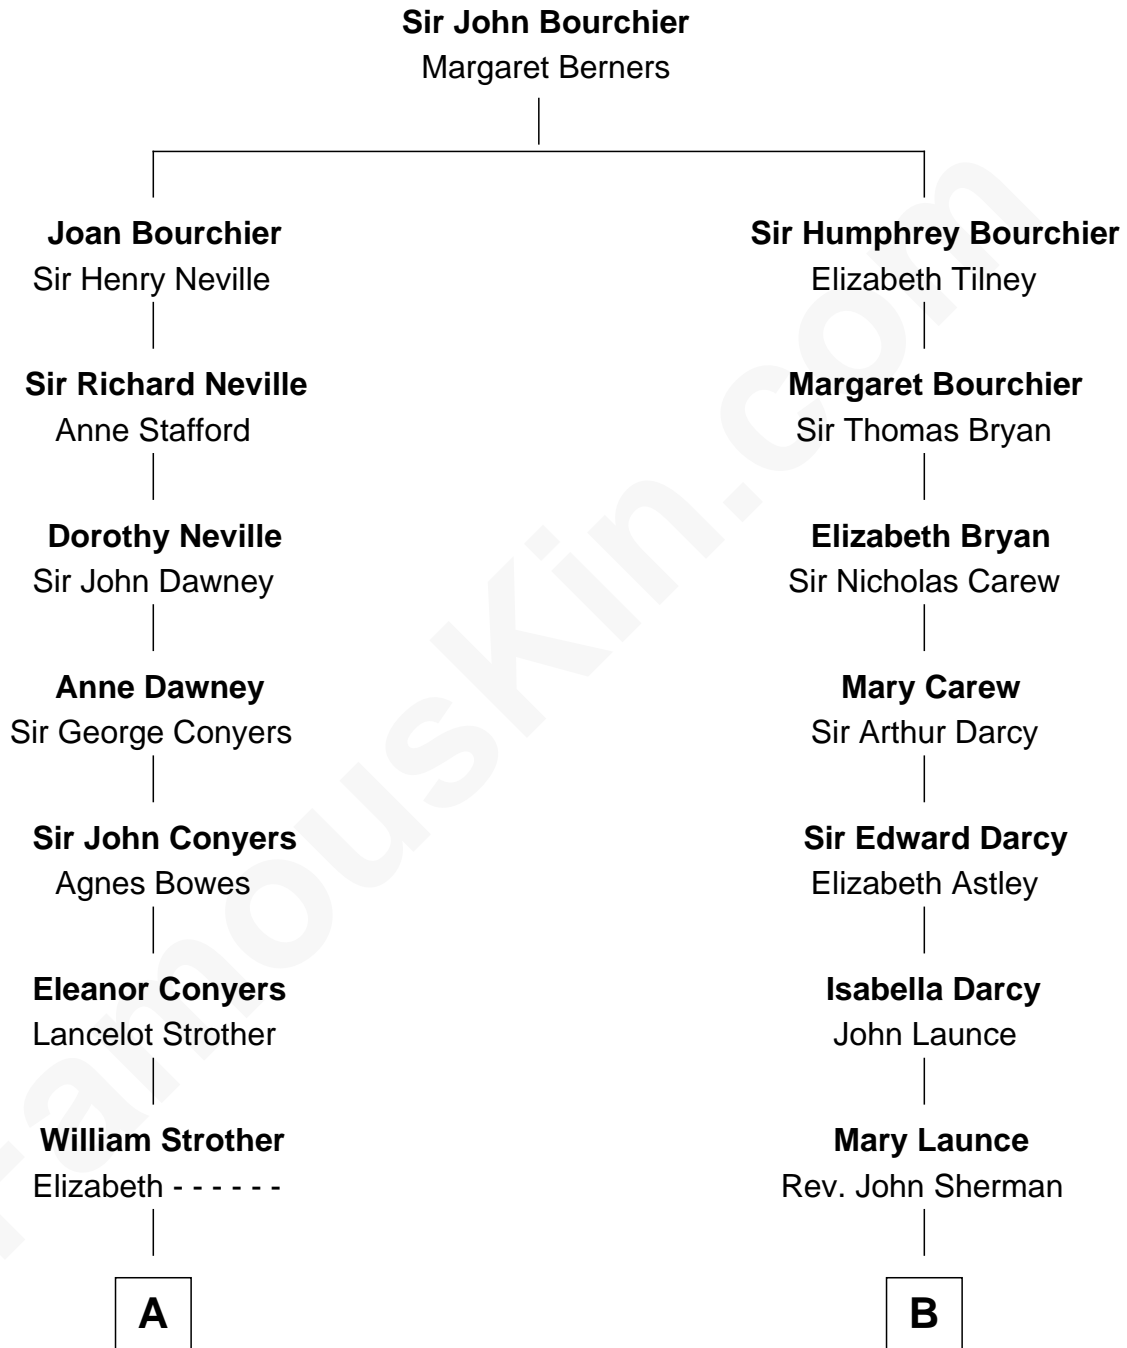 Sir John Bourchier
Margaret Berners
Joan Bourchier
Sir Henry Neville
Sir Richard Neville
Anne Stafford
Dorothy Neville
Sir John Dawney
Anne Dawney
Sir George Conyers
Sir John Conyers
Agnes Bowes
Eleanor Conyers
Lancelot Strother
William Strother
Elizabeth - - - - - -
A
Sir Humphrey Bourchier
Elizabeth Tilney
Margaret Bourchier
Sir Thomas Bryan
Elizabeth Bryan
Sir Nicholas Carew
Mary Carew
Sir Arthur Darcy
Sir Edward Darcy
Elizabeth Astley
Isabella Darcy
John Launce
Mary Launce
Rev. John Sherman
B
FamousKin.com